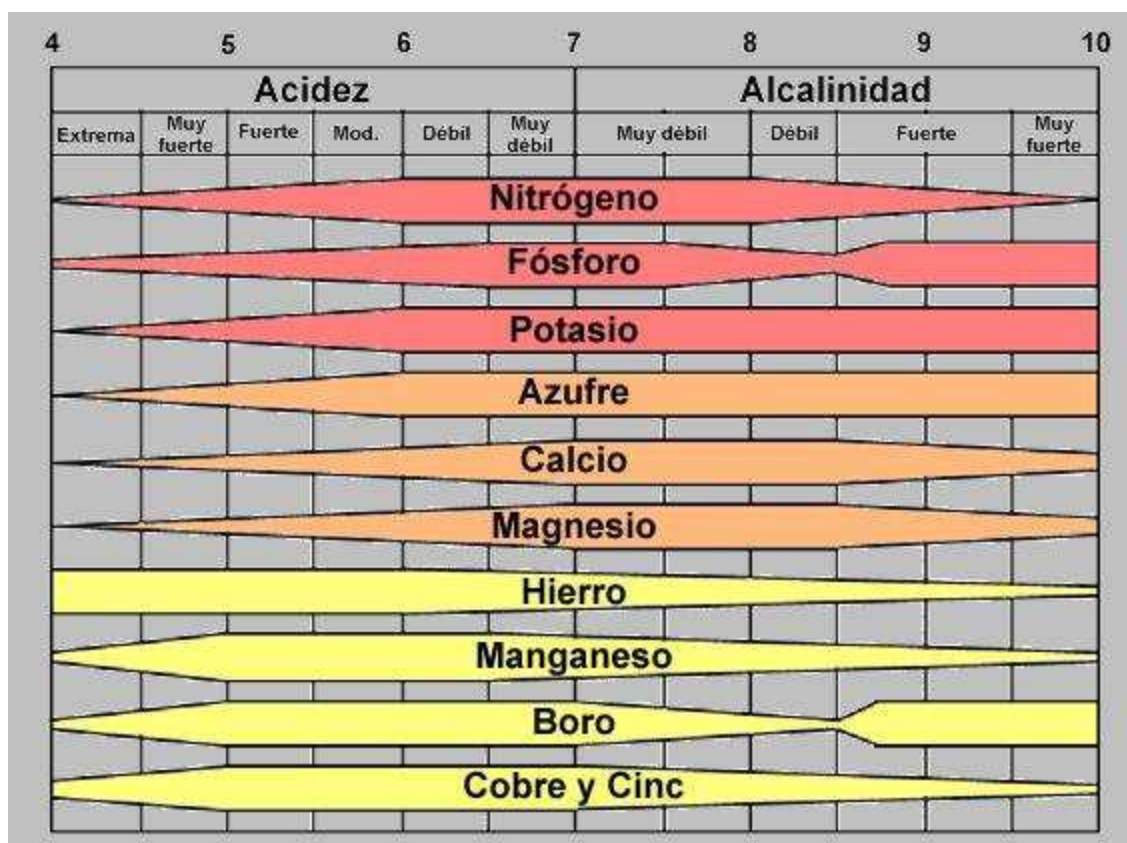 4 5 6 7 8 9 10
Acidez Alcalinidad
Extrema Muy fuerte Fuerte Mod. Débil Muy débil Muy débil Débil Fuerte Muy fuerte
Nitrógeno
Fósforo
Potasio
Azufre
Calcio
Magnesio
Hierro
Manganeso
Boro
Cobre y Cinc